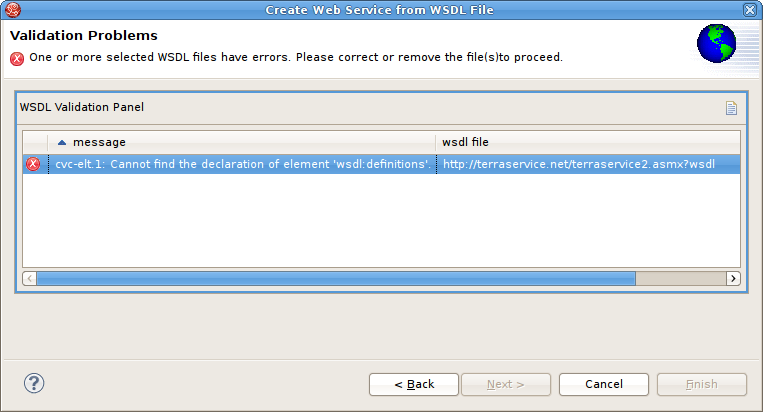 Create Web Service from WSDL File
Validation Problems
One or more selected WSDL files have errors. Please correct or remove the file(s)to proceed.
WSDL Validation Panel
message wsdl file
cvc-elt.1: Cannot find the declaration of element 'wsdl:definitions'. http://terraservice.net/terraservice2.asmx?wsdl
< Back Next > Cancel Finish